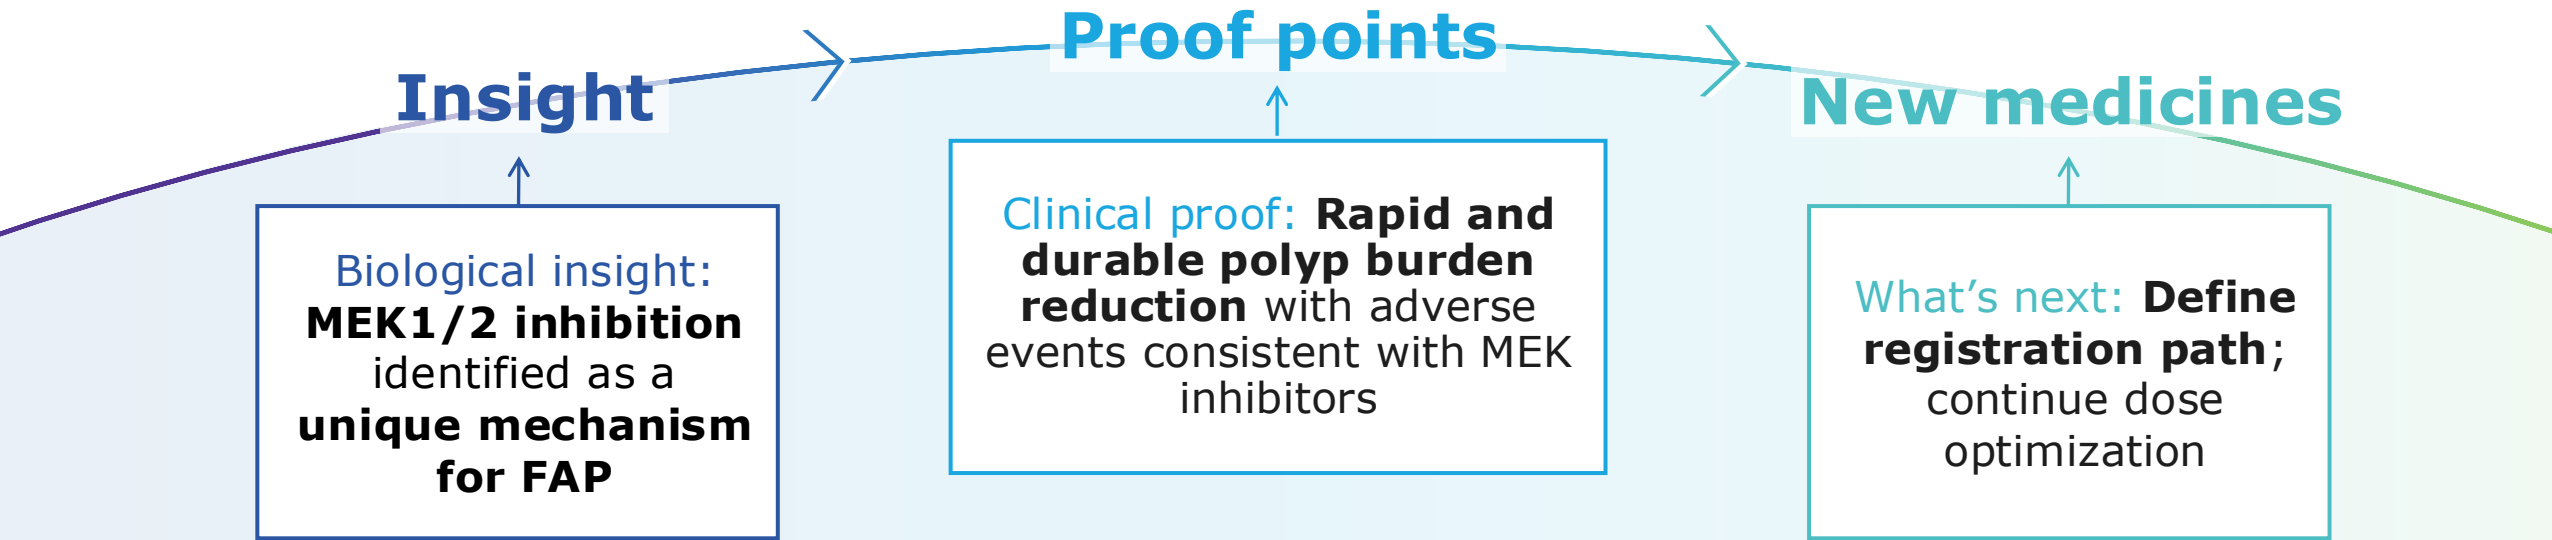 Insight
Proof points
New medicines
Biological insight:
MEK1/2 inhibition
identified as a
unique mechanism
for FAP
Clinical proof: Rapid and
durable polyp burden
reduction with adverse
events consistent with MEK
inhibitors
What’s next: Define
registration path;
continue dose
optimization